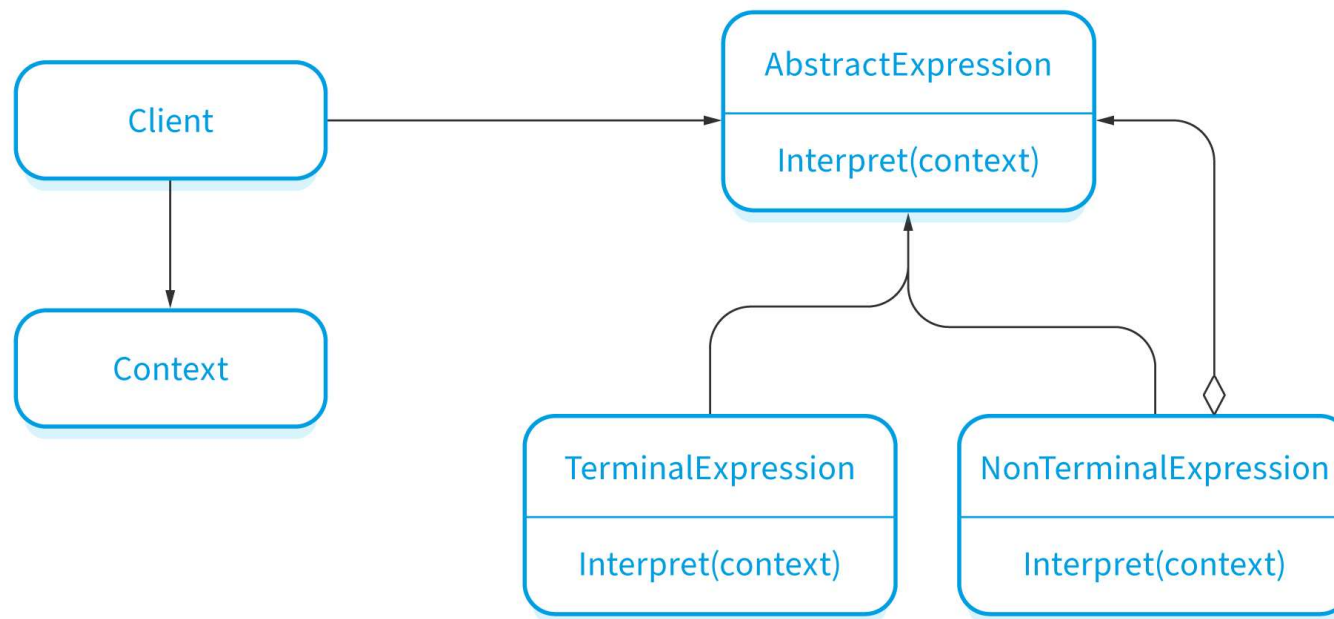 Client
AbstractExpression
Interpret(context)
Context
TerminalExpression
Interpret(context)
NonTerminalExpression
Interpret(context)